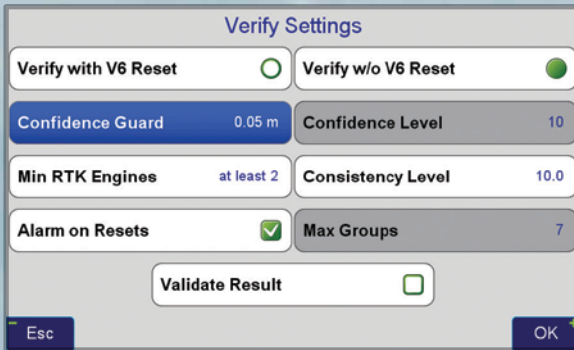 Verify Settings
Verify with V6 Reset
Verify w/o V6 Reset
Confidence Guard 0.05 m
Confidence Level 10
Min RTK Engines at least 2
Consistency Level 10.0
Alarm on Resets
Max Groups 7
Validate Result
Esc
OK